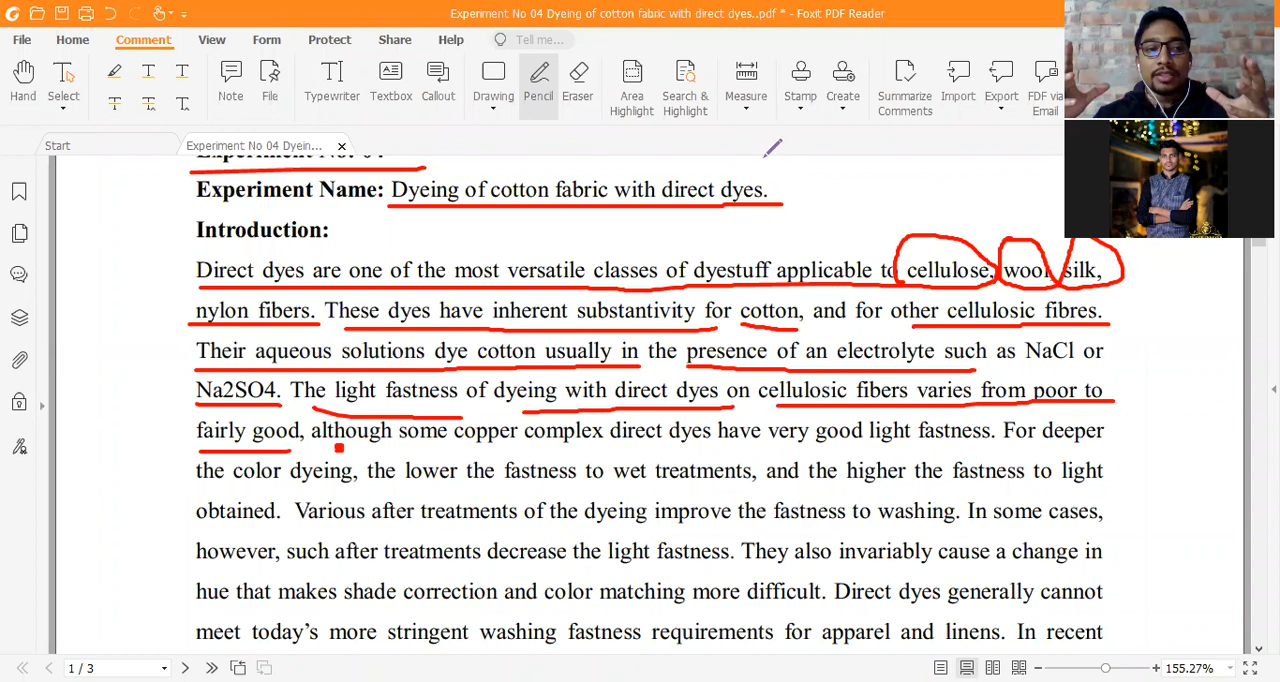 Experiment No 04 Dyeing of cotton fabric with direct dyes..pdf * - Foxit PDF Reader
File Home Comment View Form Protect Share Help Tell me...
Hand Select Note File Typewriter Textbox Callout Drawing Pencil Eraser Area Highlight Search & Highlight Measure Stamp Create Summarize Comments Import Export FDF via Email
Start Experiment No 04 Dyein...
Experiment No: 04
Experiment Name: Dyeing of cotton fabric with direct dyes.
Introduction:
Direct dyes are one of the most versatile classes of dyestuff applicable to cellulose, wool, silk,
nylon fibers. These dyes have inherent substantivity for cotton, and for other cellulosic fibres.
Their aqueous solutions dye cotton usually in the presence of an electrolyte such as NaCl or
Na2SO4. The light fastness of dyeing with direct dyes on cellulosic fibers varies from poor to
fairly good, although some copper complex direct dyes have very good light fastness. For deeper
the color dyeing, the lower the fastness to wet treatments, and the higher the fastness to light
obtained. Various after treatments of the dyeing improve the fastness to washing. In some cases,
however, such after treatments decrease the light fastness. They also invariably cause a change in
hue that makes shade correction and color matching more difficult. Direct dyes generally cannot
meet today's more stringent washing fastness requirements for apparel and linens. In recent
1 / 3 155.27%